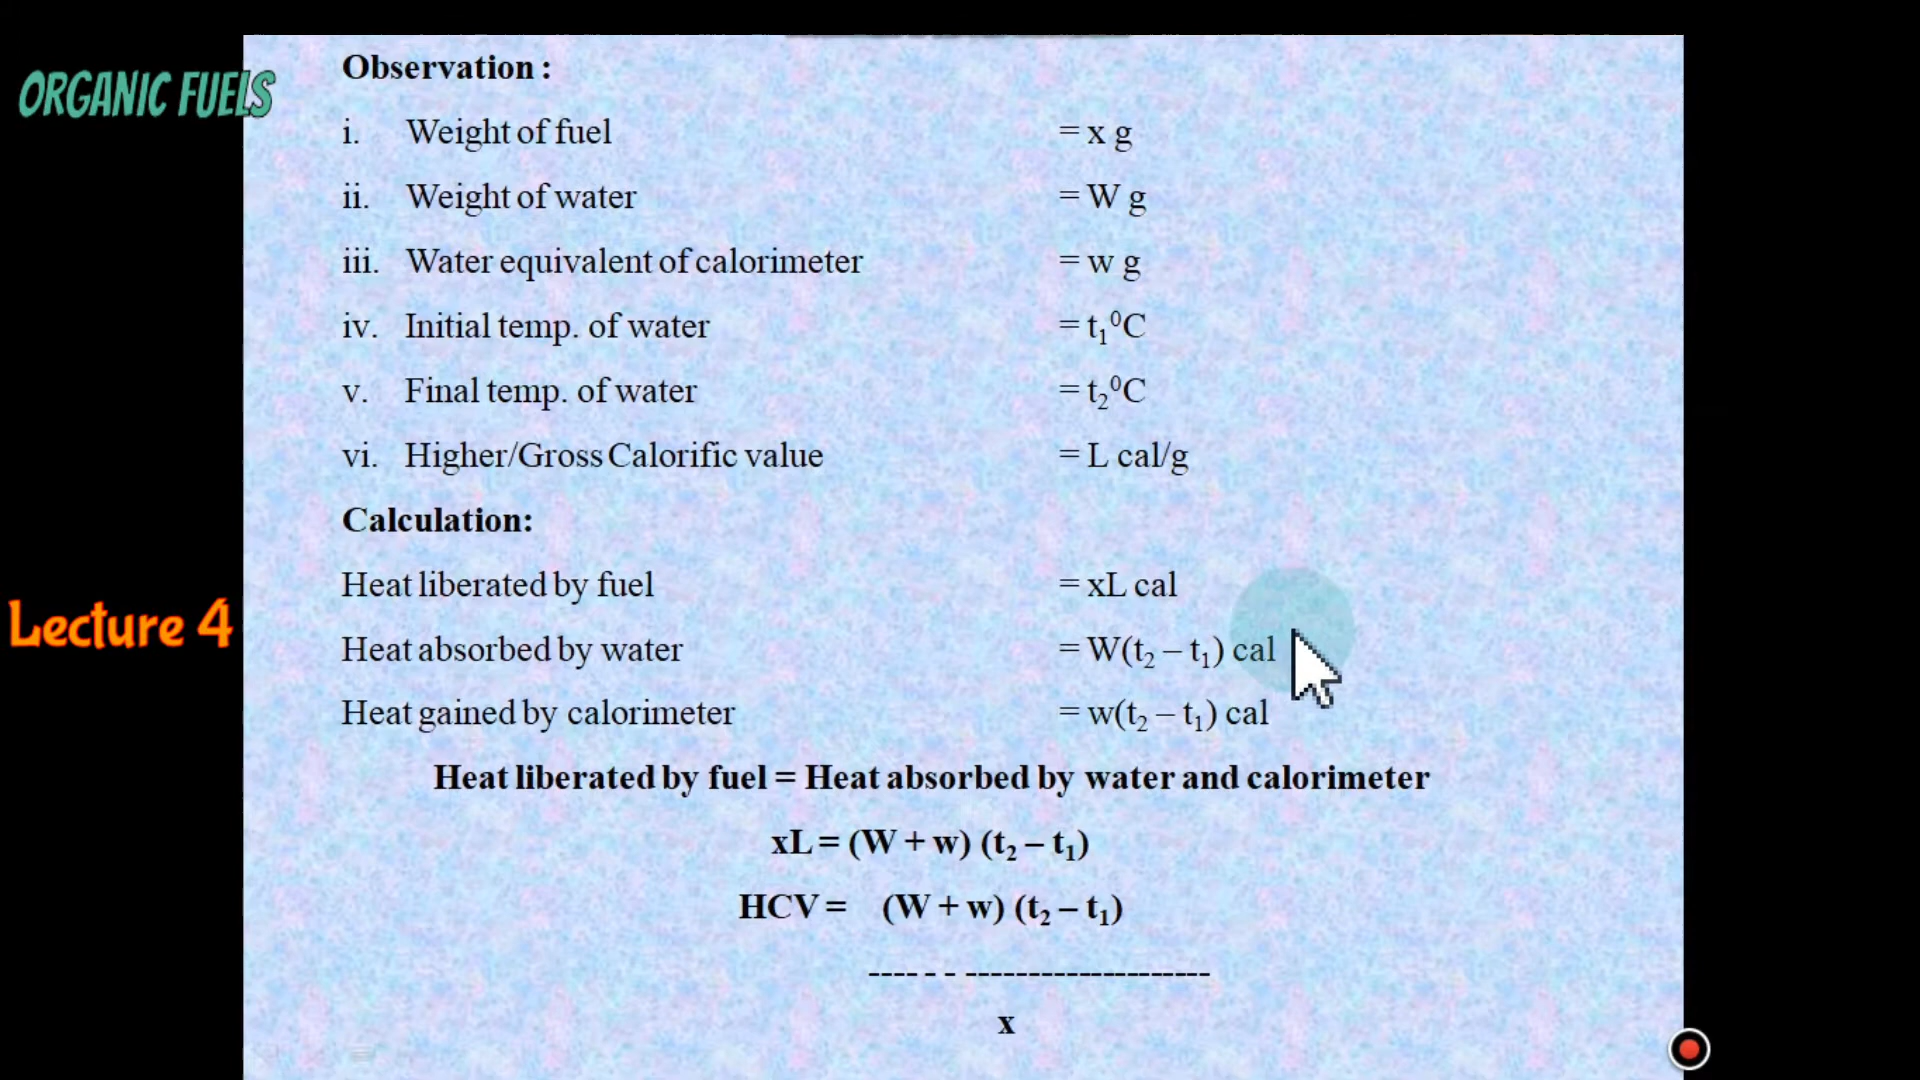 ORGANIC FUELS
Observation :
i. Weight of fuel = x g
ii. Weight of water = W g
iii. Water equivalent of calorimeter = w g
iv. Initial temp. of water = t₁⁰C
v. Final temp. of water = t₂⁰C
vi. Higher/Gross Calorific value = L cal/g
Calculation:
Heat liberated by fuel = xL cal
Lecture 4
Heat absorbed by water = W(t₂ – t₁) cal
Heat gained by calorimeter = w(t₂ – t₁) cal
Heat liberated by fuel = Heat absorbed by water and calorimeter
xL = (W + w) (t₂ – t₁)
HCV = (W + w) (t₂ – t₁)
---- - - --------------------
x